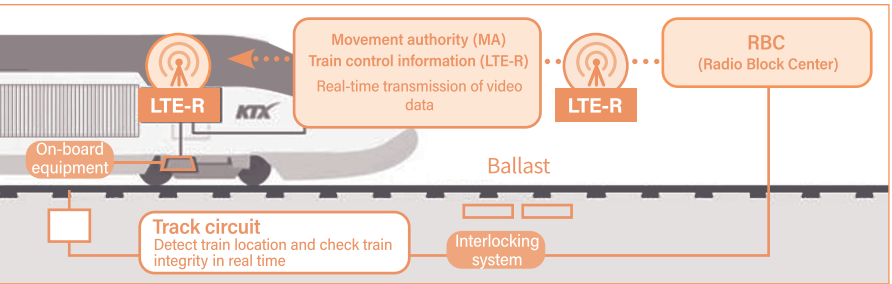 Movement authority (MA)
Train control information (LTE-R)
Real-time transmission of video
data
RBC
(Radio Block Center)
LTE-R
KTX
LTE-R
On-board
equipment
Ballast
Track circuit
Detect train location and check train
integrity in real time
Interlocking
system